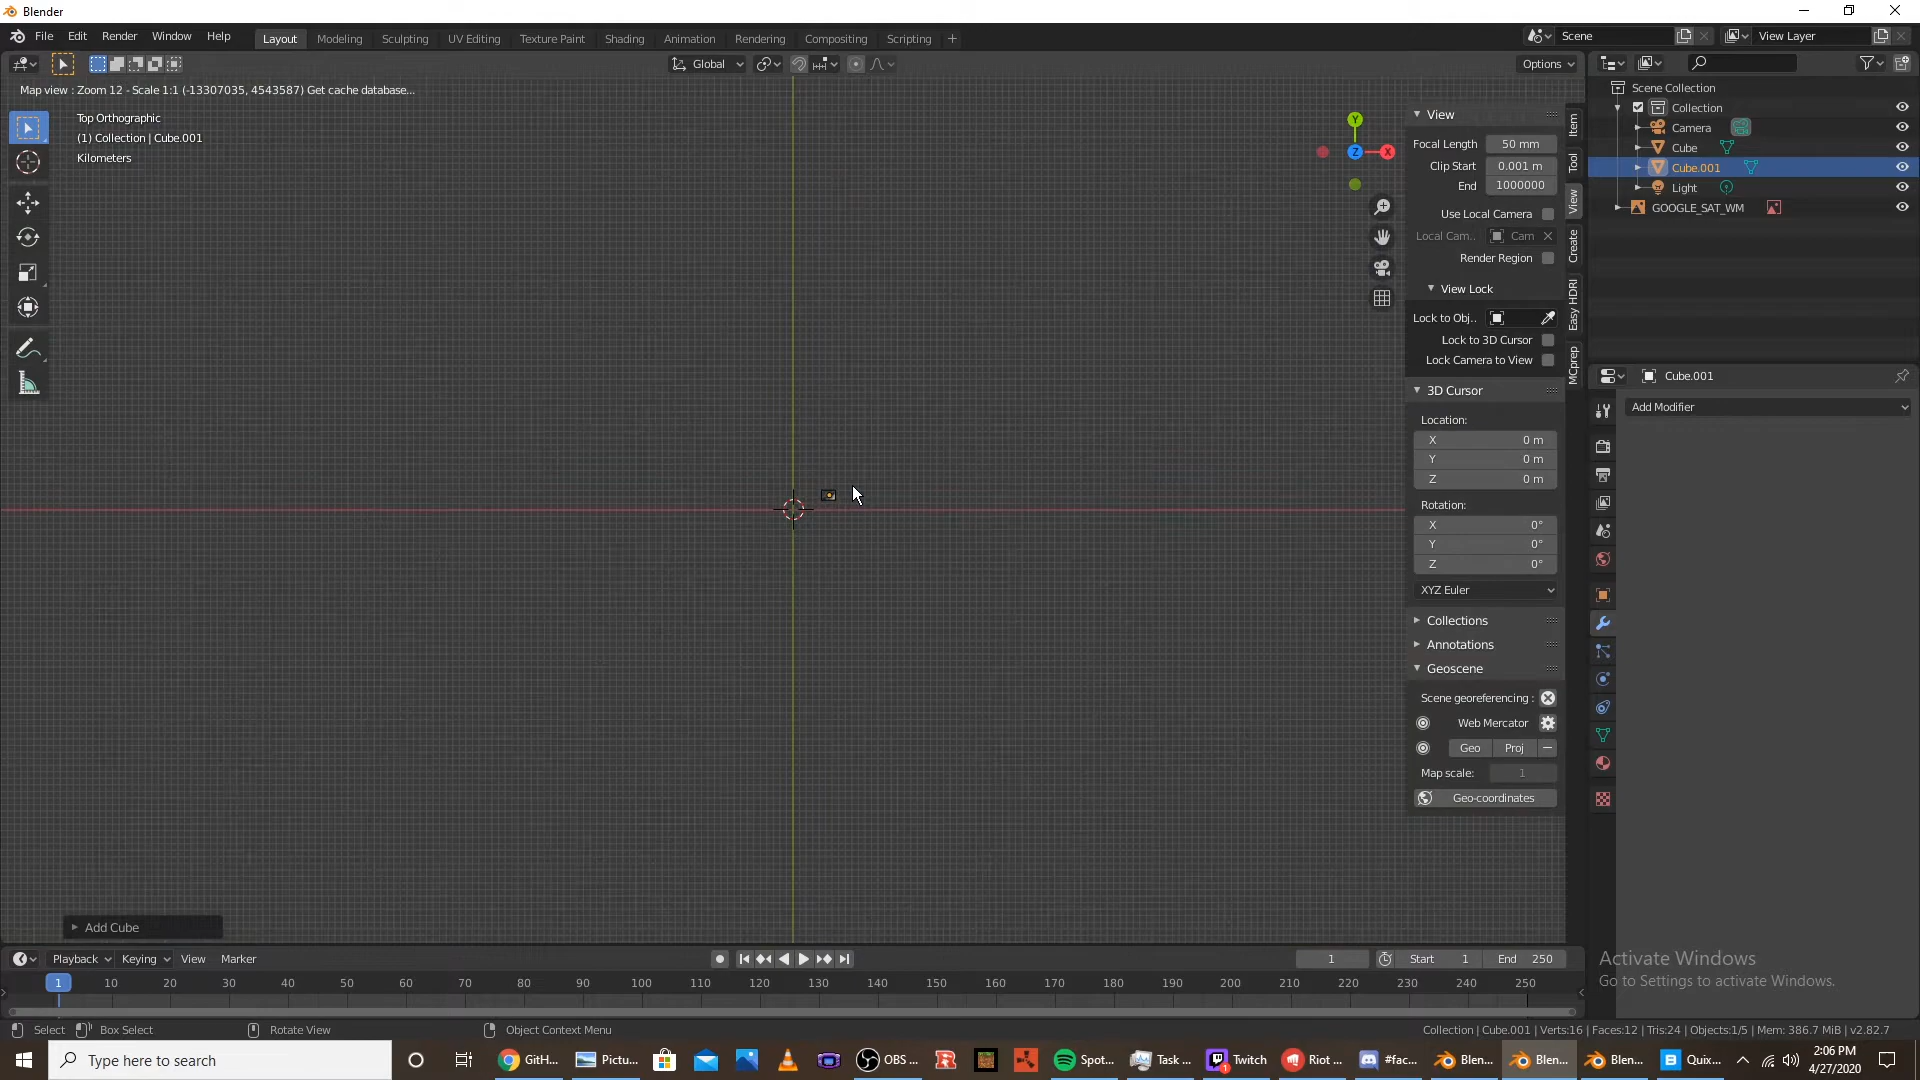 Blender
File Edit Render Window Help
Layout Modeling Sculpting UV Editing Texture Paint Shading Animation Rendering Compositing Scripting +
Scene
View Layer
Global
Options
Map view : Zoom 12 - Scale 1:1 (-13307035, 4543587) Get cache database...
Top Orthographic
(1) Collection | Cube.001
Kilometers
Y
Z
X
View
Focal Length 50 mm
Clip Start 0.001 m
End 1000000
Use Local Camera
Local Cam.. Cam
Render Region
View Lock
Lock to Obj..
Lock to 3D Cursor
Lock Camera to View
3D Cursor
Location:
X 0 m
Y 0 m
Z 0 m
Rotation:
X 0°
Y 0°
Z 0°
XYZ Euler
Collections
Annotations
Geoscene
Scene georeferencing :
Web Mercator
Geo Proj
Map scale: 1
Geo-coordinates
Item
Tool
View
Create
Easy HDRI
MCprep
Scene Collection
Collection
Camera
Cube
Cube.001
Light
GOOGLE_SAT_WM
Cube.001
Add Modifier
Add Cube
Playback Keying View Marker
1
Start 1
End 250
1 10 20 30 40 50 60 70 80 90 100 110 120 130 140 150 160 170 180 190 200 210 220 230 240 250
Activate Windows
Go to Settings to activate Windows.
Select Box Select Rotate View Object Context Menu
Collection | Cube.001 | Verts:16 | Faces:12 | Tris:24 | Objects:1/5 | Mem: 386.7 MiB | v2.82.7
Type here to search
GitH...
Pictu...
OBS ...
Spot...
Task ...
Twitch
1
Riot ...
#fac...
Blen...
Blen...
Blen...
Quix...
2:06 PM
4/27/2020